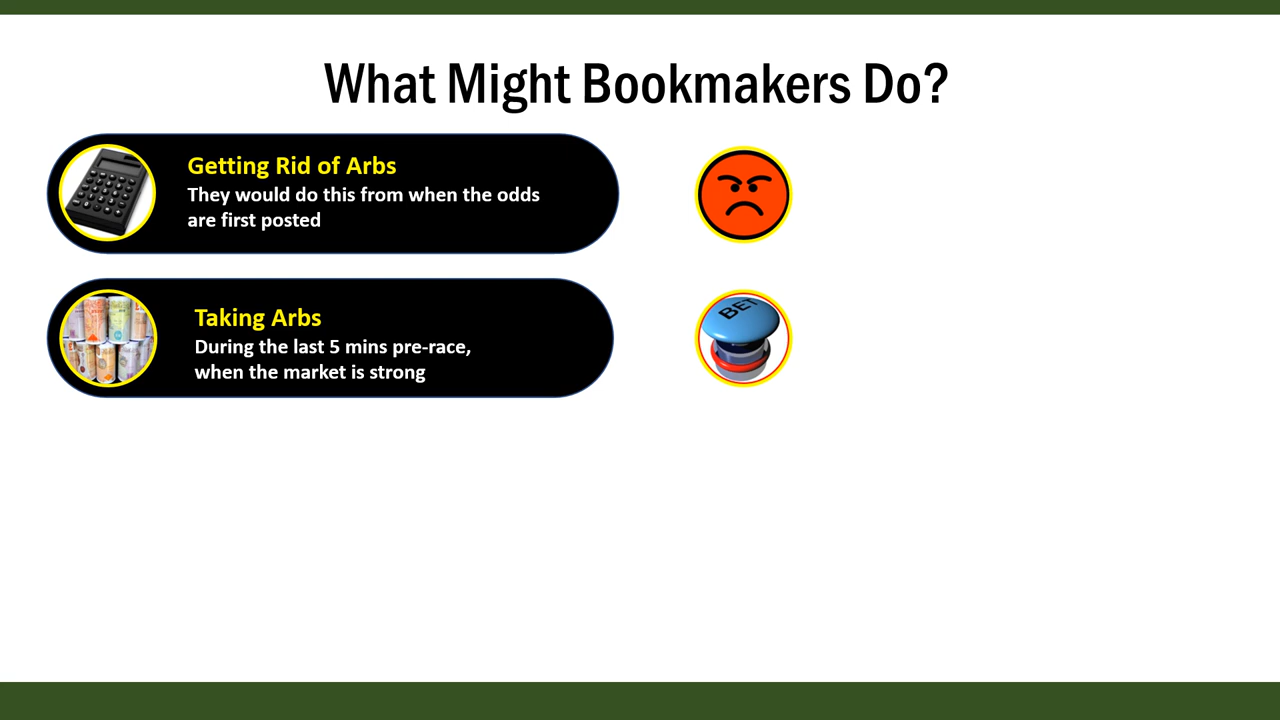 What Might Bookmakers Do?
Getting Rid of Arbs
They would do this from when the odds
are first posted
Taking Arbs
During the last 5 mins pre-race,
when the market is strong
BET